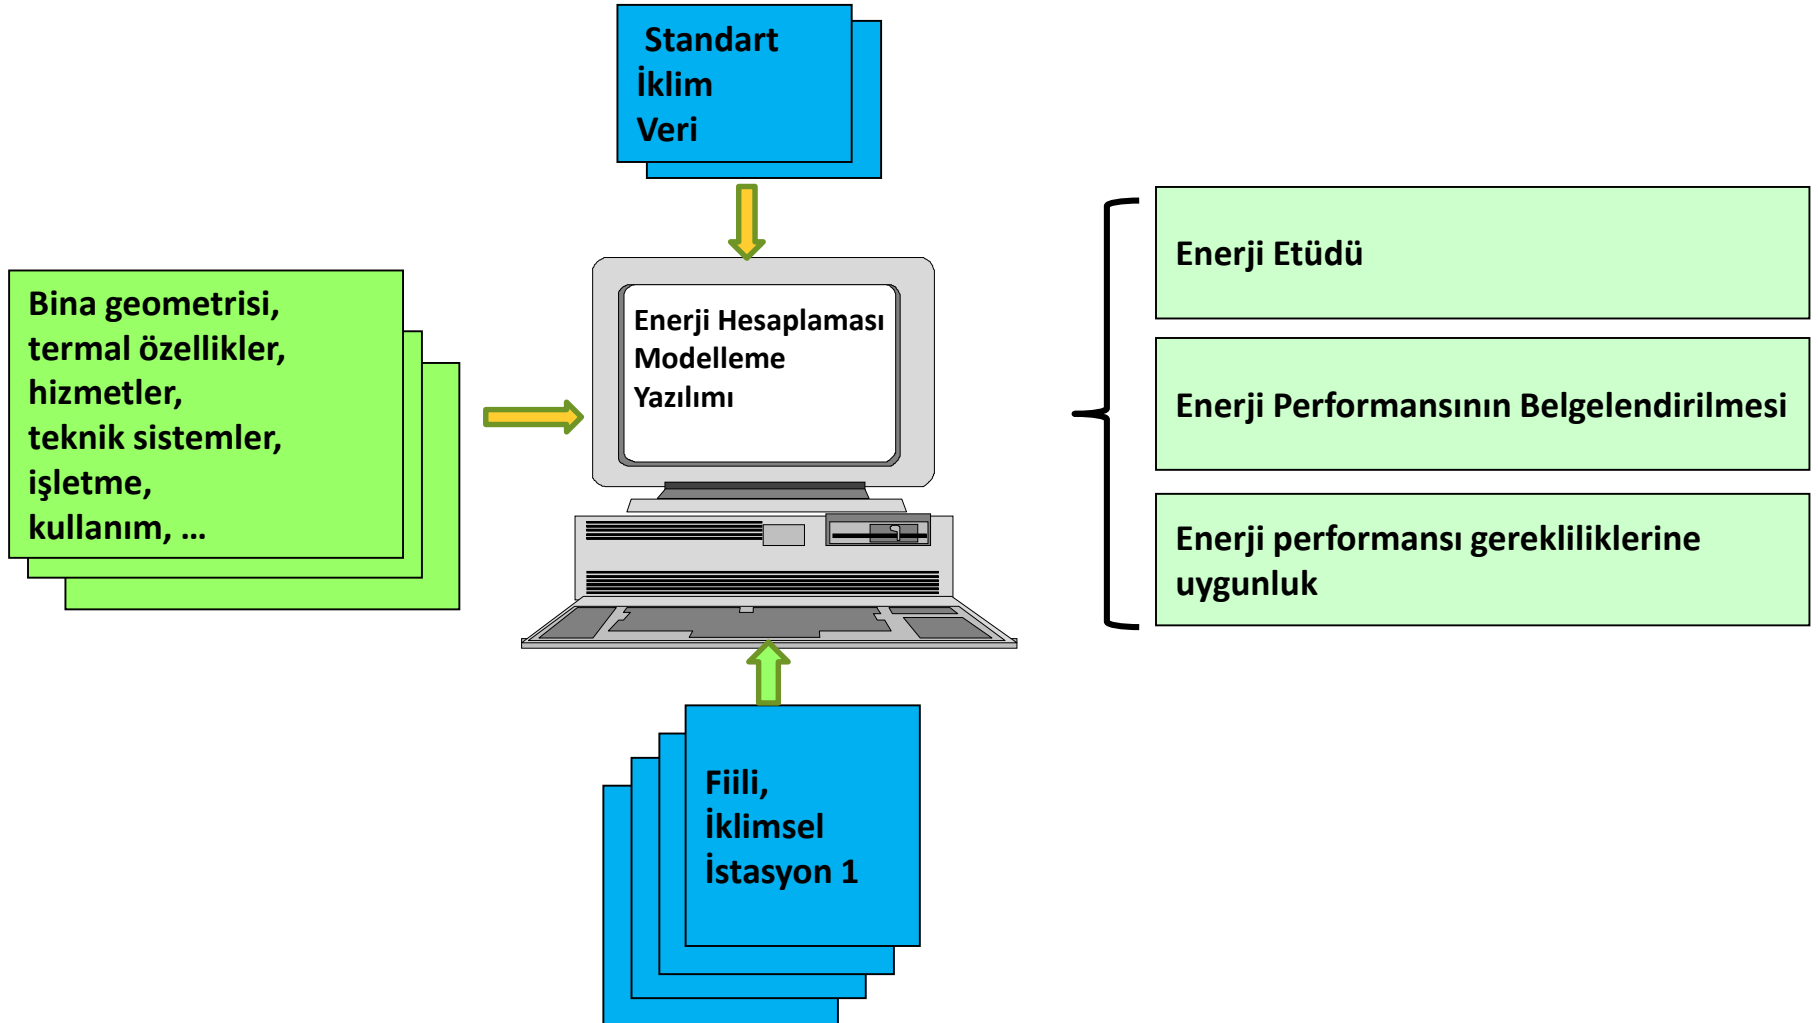 Standart
İklim
Veri
Bina geometrisi,
termal özellikler,
hizmetler,
teknik sistemler,
işletme,
kullanım, ...
Enerji Hesaplaması
Modelleme
Yazılımı
Enerji Etüdü
Enerji Performansının Belgelendirilmesi
Enerji performansı gerekliliklerine
uygunluk
Fiili,
İklimsel
İstasyon 1